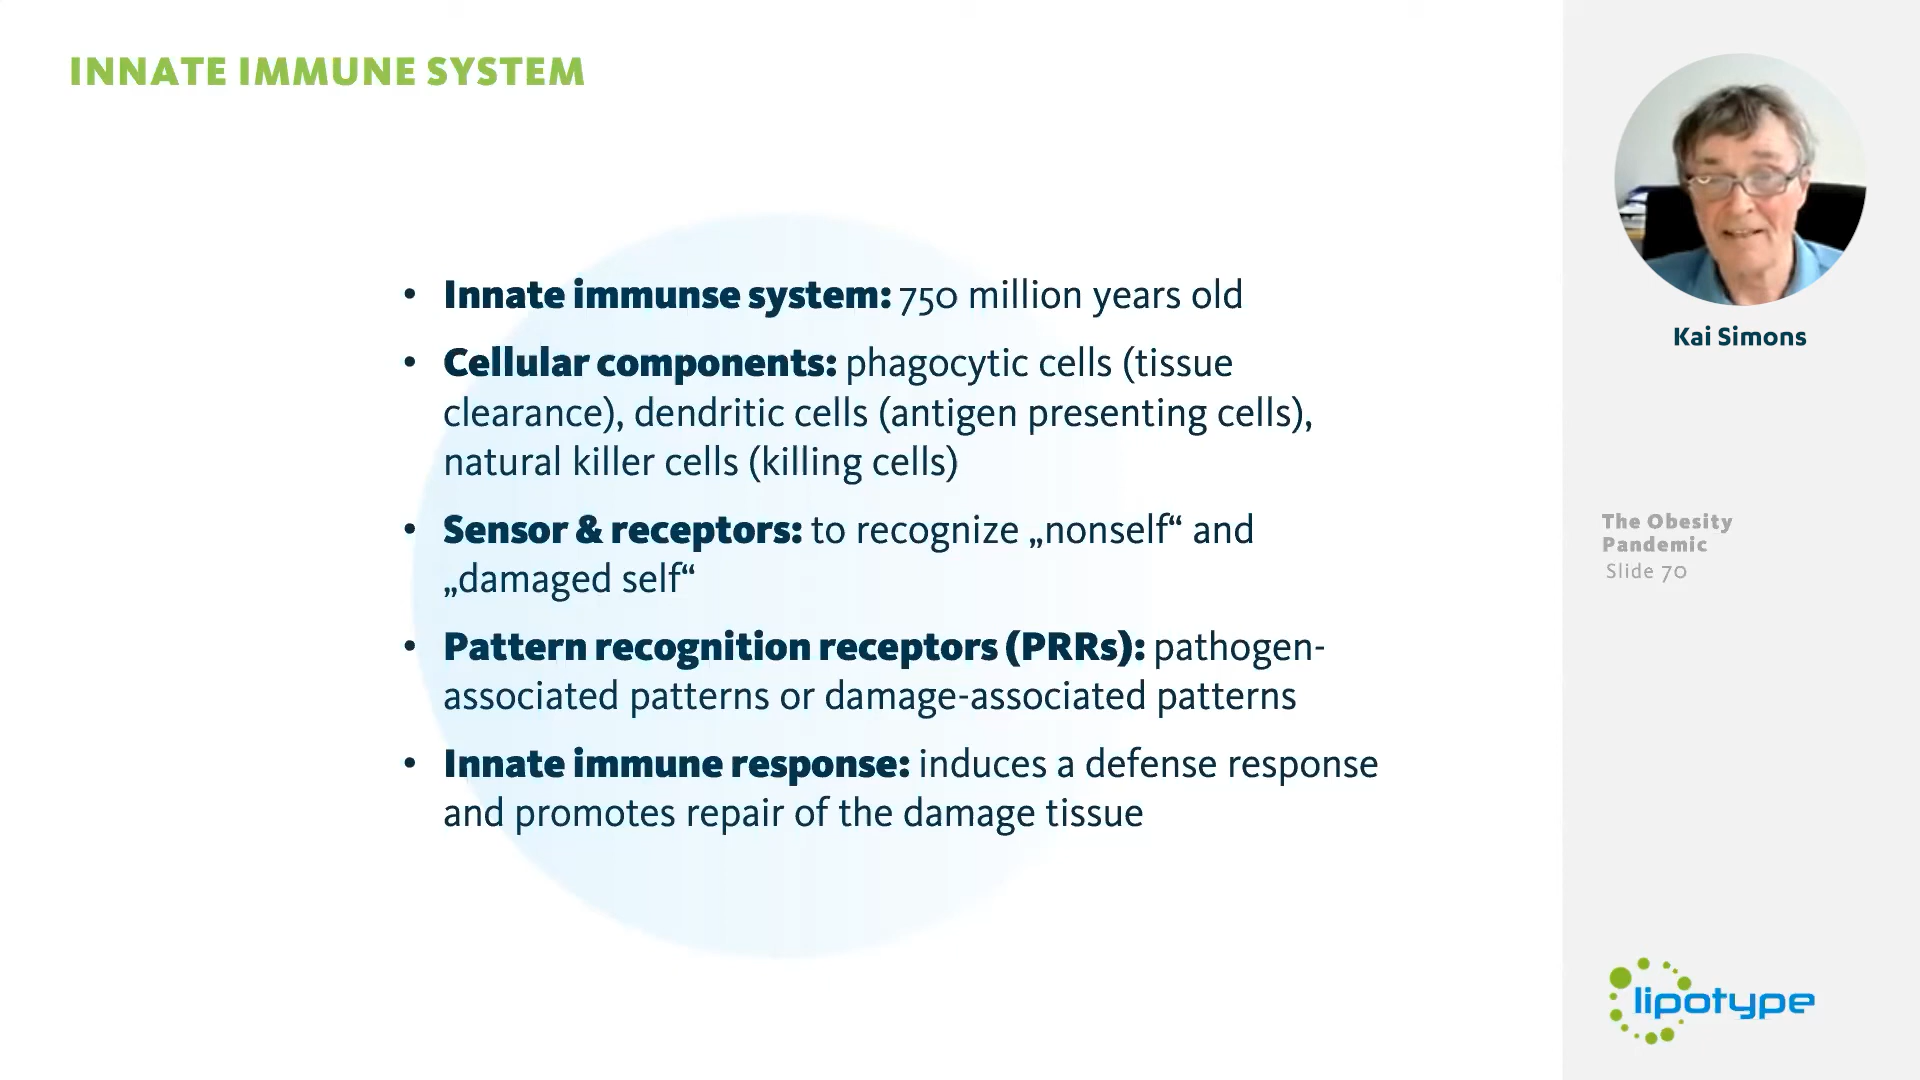 INNATE IMMUNE SYSTEM
• Innate immunse system: 750 million years old
• Cellular components: phagocytic cells (tissue
clearance), dendritic cells (antigen presenting cells),
natural killer cells (killing cells)
• Sensor & receptors: to recognize „nonself“ and
„damaged self“
• Pattern recognition receptors (PRRs): pathogen-
associated patterns or damage-associated patterns
• Innate immune response: induces a defense response
and promotes repair of the damage tissue
Kai Simons
The Obesity
Pandemic
Slide 70
lipotype